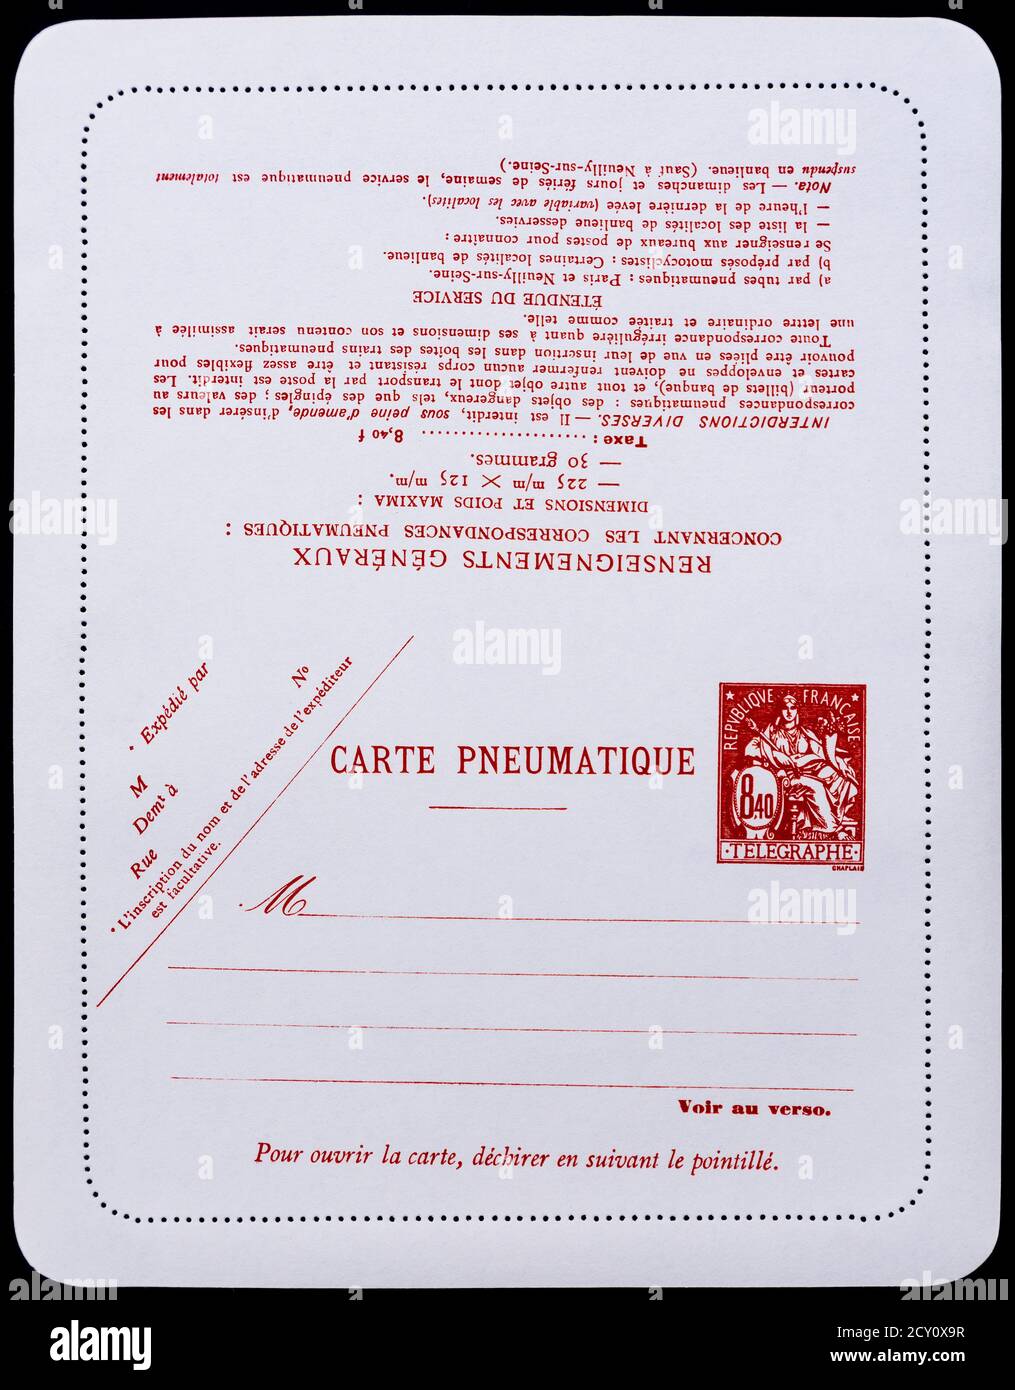 RENSEIGNEMENTS GÉNÉRAUX
CONCERNANT LES CORRESPONDANCES PNEUMATIQUES :
DIMENSIONS ET POIDS MAXIMA :
— 225 m/m × 125 m/m.
— 30 grammes.
Taxe : .................... 8,40 f
INTERDICTIONS DIVERSES. — Il est interdit, sous peine d'amende, d'insérer dans les
correspondances pneumatiques : des objets dangereux, tels que des épingles ; des valeurs au
porteur (billets de banque), et tout autre objet dont le transport par la poste est interdit. Les
cartes et enveloppes ne doivent renfermer aucun corps résistant et être assez flexibles pour
pouvoir être pliées en vue de leur inscription dans les boîtes des trains pneumatiques.
Toute correspondance irrégulière quant à ses dimensions et son contenu serait assimilée à
une lettre ordinaire et traitée comme telle.
ÉTENDUE DU SERVICE
a) par tubes pneumatiques : Paris et Neuilly-sur-Seine.
b) par préposés motocyclistes : Certaines localités de banlieue.
Se renseigner aux bureaux de postes pour connaître :
— la liste des localités de banlieue desservies.
— l'heure de la dernière levée (variable avec les localités).
Nota. — Les dimanches et jours fériés de semaine, le service pneumatique est totalement
suspendu en banlieue. (Sauf à Neuilly-sur-Seine.)
* Expédié par
M
Demt à
Rue Nº
* L'inscription du nom et de l'adresse de l'expéditeur
est facultative.
CARTE PNEUMATIQUE
REPUBLIQUE FRANÇAISE
8,40
·TELEGRAPHE·
CHAPLAIN
M
Voir au verso.
Pour ouvrir la carte, déchirer en suivant le pointillé.
alamy
alamy
alamy
alamy
Image ID: 2CY0X9R
www.alamy.com